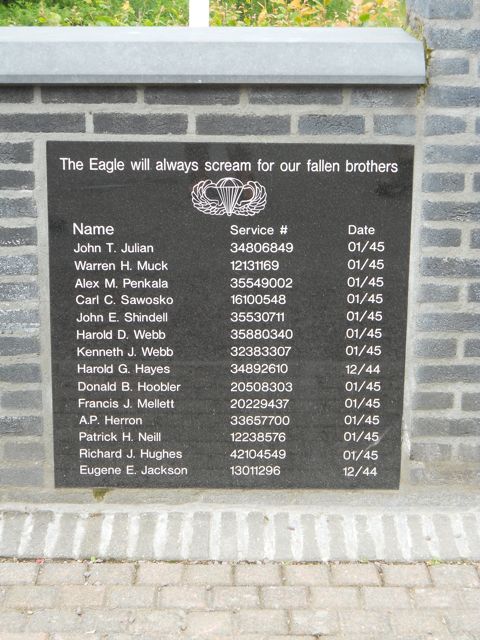 The Eagle will always scream for our fallen brothers
Name Service # Date
John T. Julian 34806849 01/45
Warren H. Muck 12131169 01/45
Alex M. Penkala 35549002 01/45
Carl C. Sawosko 16100548 01/45
John E. Shindell 35530711 01/45
Harold D. Webb 35880340 01/45
Kenneth J. Webb 32383307 01/45
Harold G. Hayes 34892610 12/44
Donald B. Hoobler 20508303 01/45
Francis J. Mellett 20229437 01/45
A.P. Herron 33657700 01/45
Patrick H. Neill 12238576 01/45
Richard J. Hughes 42104549 01/45
Eugene E. Jackson 13011296 12/44